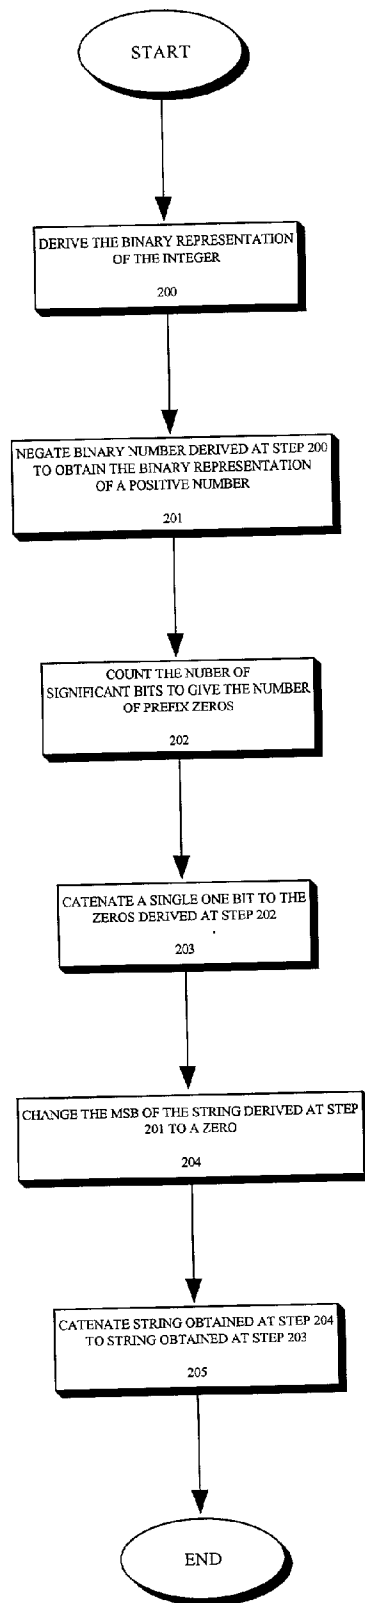 START
DERIVE THE BINARY REPRESENTATION
OF THE INTEGER
200
NEGATE BINARY NUMBER DERIVED AT STEP 200
TO OBTAIN THE BINARY REPRESENTATION
OF A POSITIVE NUMBER
201
COUNT THE NUBER OF
SIGNIFICANT BITS TO GIVE THE NUMBER
OF PREFIX ZEROS
202
CATENATE A SINGLE ONE BIT TO THE
ZEROS DERIVED AT STEP 202
203
CHANGE THE MSB OF THE STRING DERIVED AT STEP
201 TO A ZERO
204
CATENATE STRING OBTAINED AT STEP 204
TO STRING OBTAINED AT STEP 203
205
END